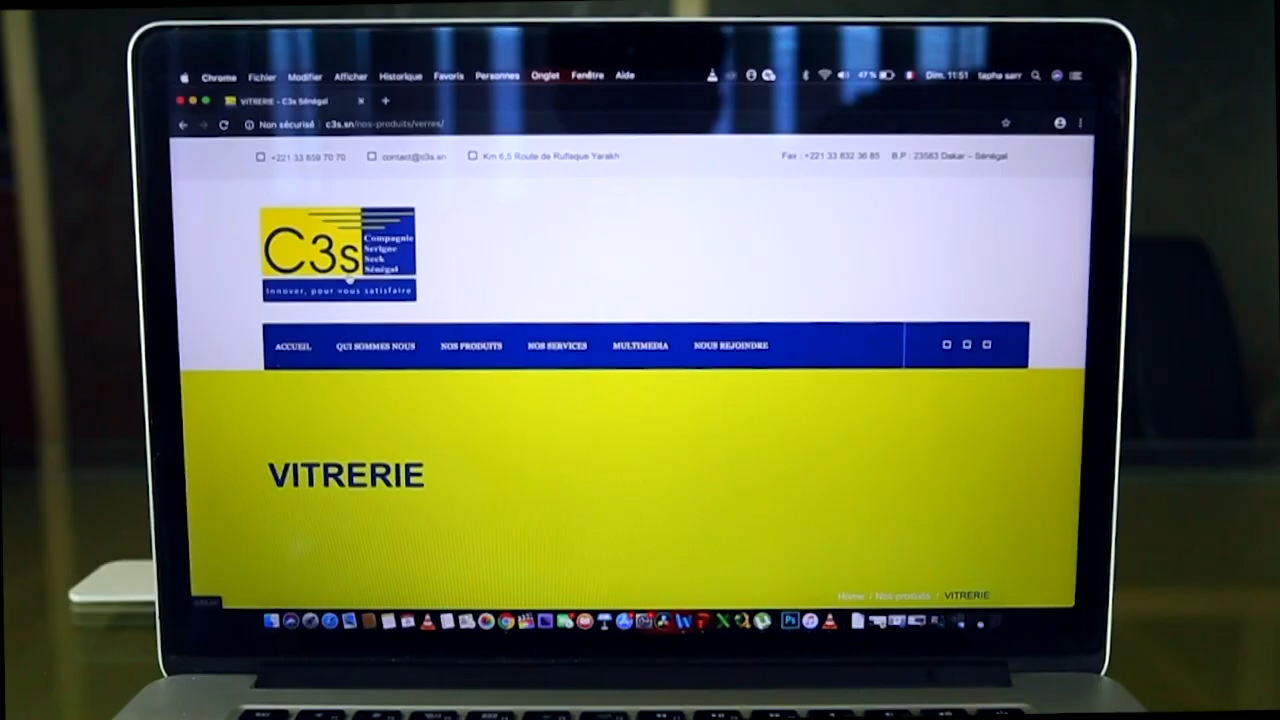 Chrome Fichier Modifier Afficher Historique Favoris Personnes Onglet Fenêtre Aide 47 % Dim. 11:51 tapha sarr
VITRERIE - C3s Sénégal
Non sécurisé c3s.sn/nos-produits/verres/
+221 33 859 70 70 contact@c3s.sn Km 6,5 Route de Rufisque Yarakh Fax : +221 33 832 36 85 B.P : 23583 Dakar – Sénégal
C3s
Compagnie
Serigne
Seck
Sénégal
Innover, pour vous satisfaire
ACCUEIL QUI SOMMES NOUS NOS PRODUITS NOS SERVICES MULTIMEDIA NOUS REJOINDRE
VITRERIE
Home / Nos produits / VITRERIE